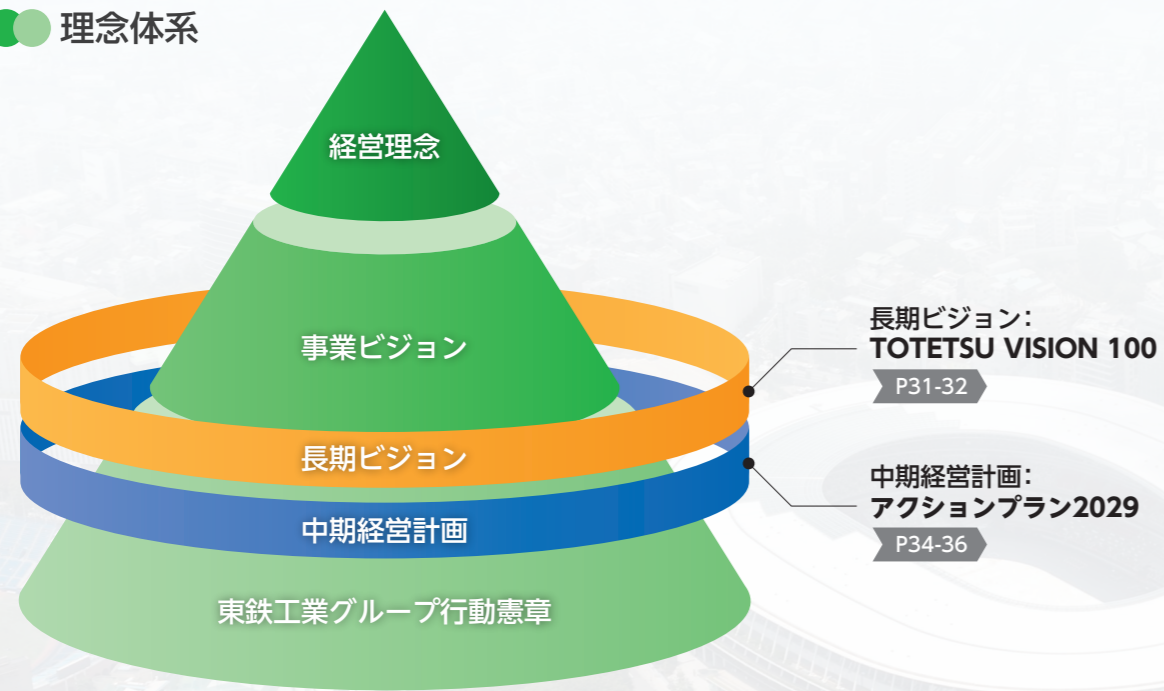 理念体系
経営理念
事業ビジョン
長期ビジョン
中期経営計画
東鉄工業グループ行動憲章
長期ビジョン：
TOTETSU VISION 100
P31-32
中期経営計画：
アクションプラン2029
P34-36